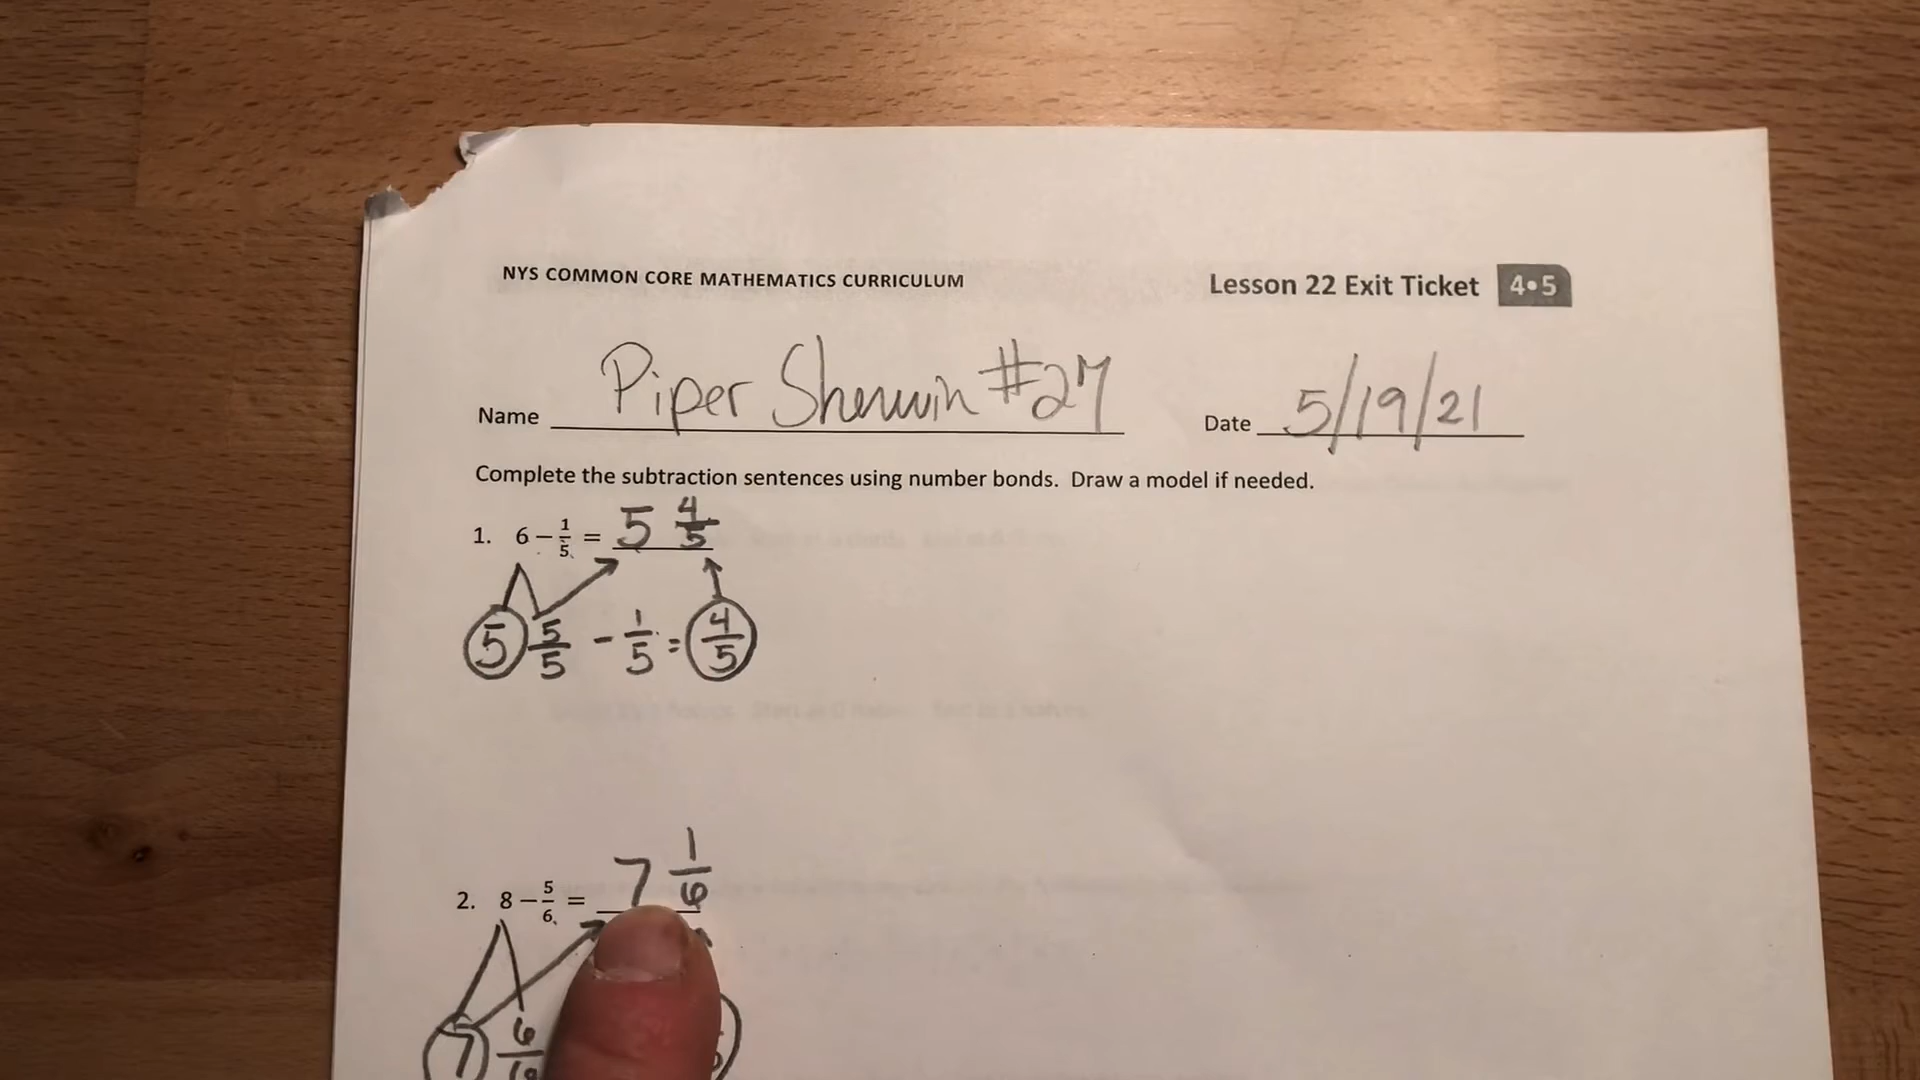 NYS COMMON CORE MATHEMATICS CURRICULUM
Lesson 22 Exit Ticket 4•5
Name Piper Sherwin #27
Date 5/19/21
Complete the subtraction sentences using number bonds. Draw a model if needed.
1. 6 - 1/5 = 5 4/5
5 5/5 - 1/5 = 4/5
2. 8 - 5/6 = 7 1/6
7 6/